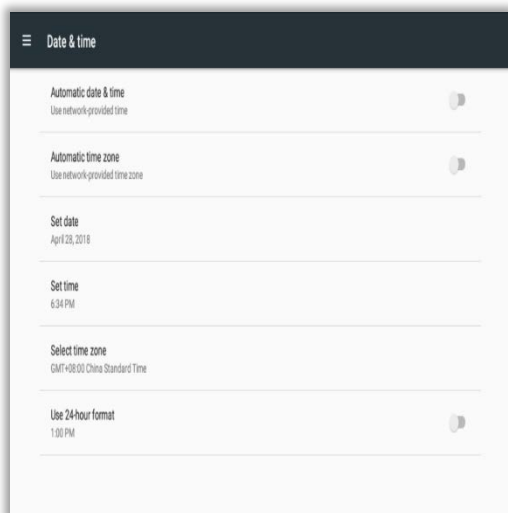 Date & time
Automatic date & time
Use network-provided time
Automatic time zone
Use network-provided time zone
Set date
April 28, 2018
Set time
6:34 PM
Select time zone
GMT+08:00 China Standard Time
Use 24-hour format
1:00 PM